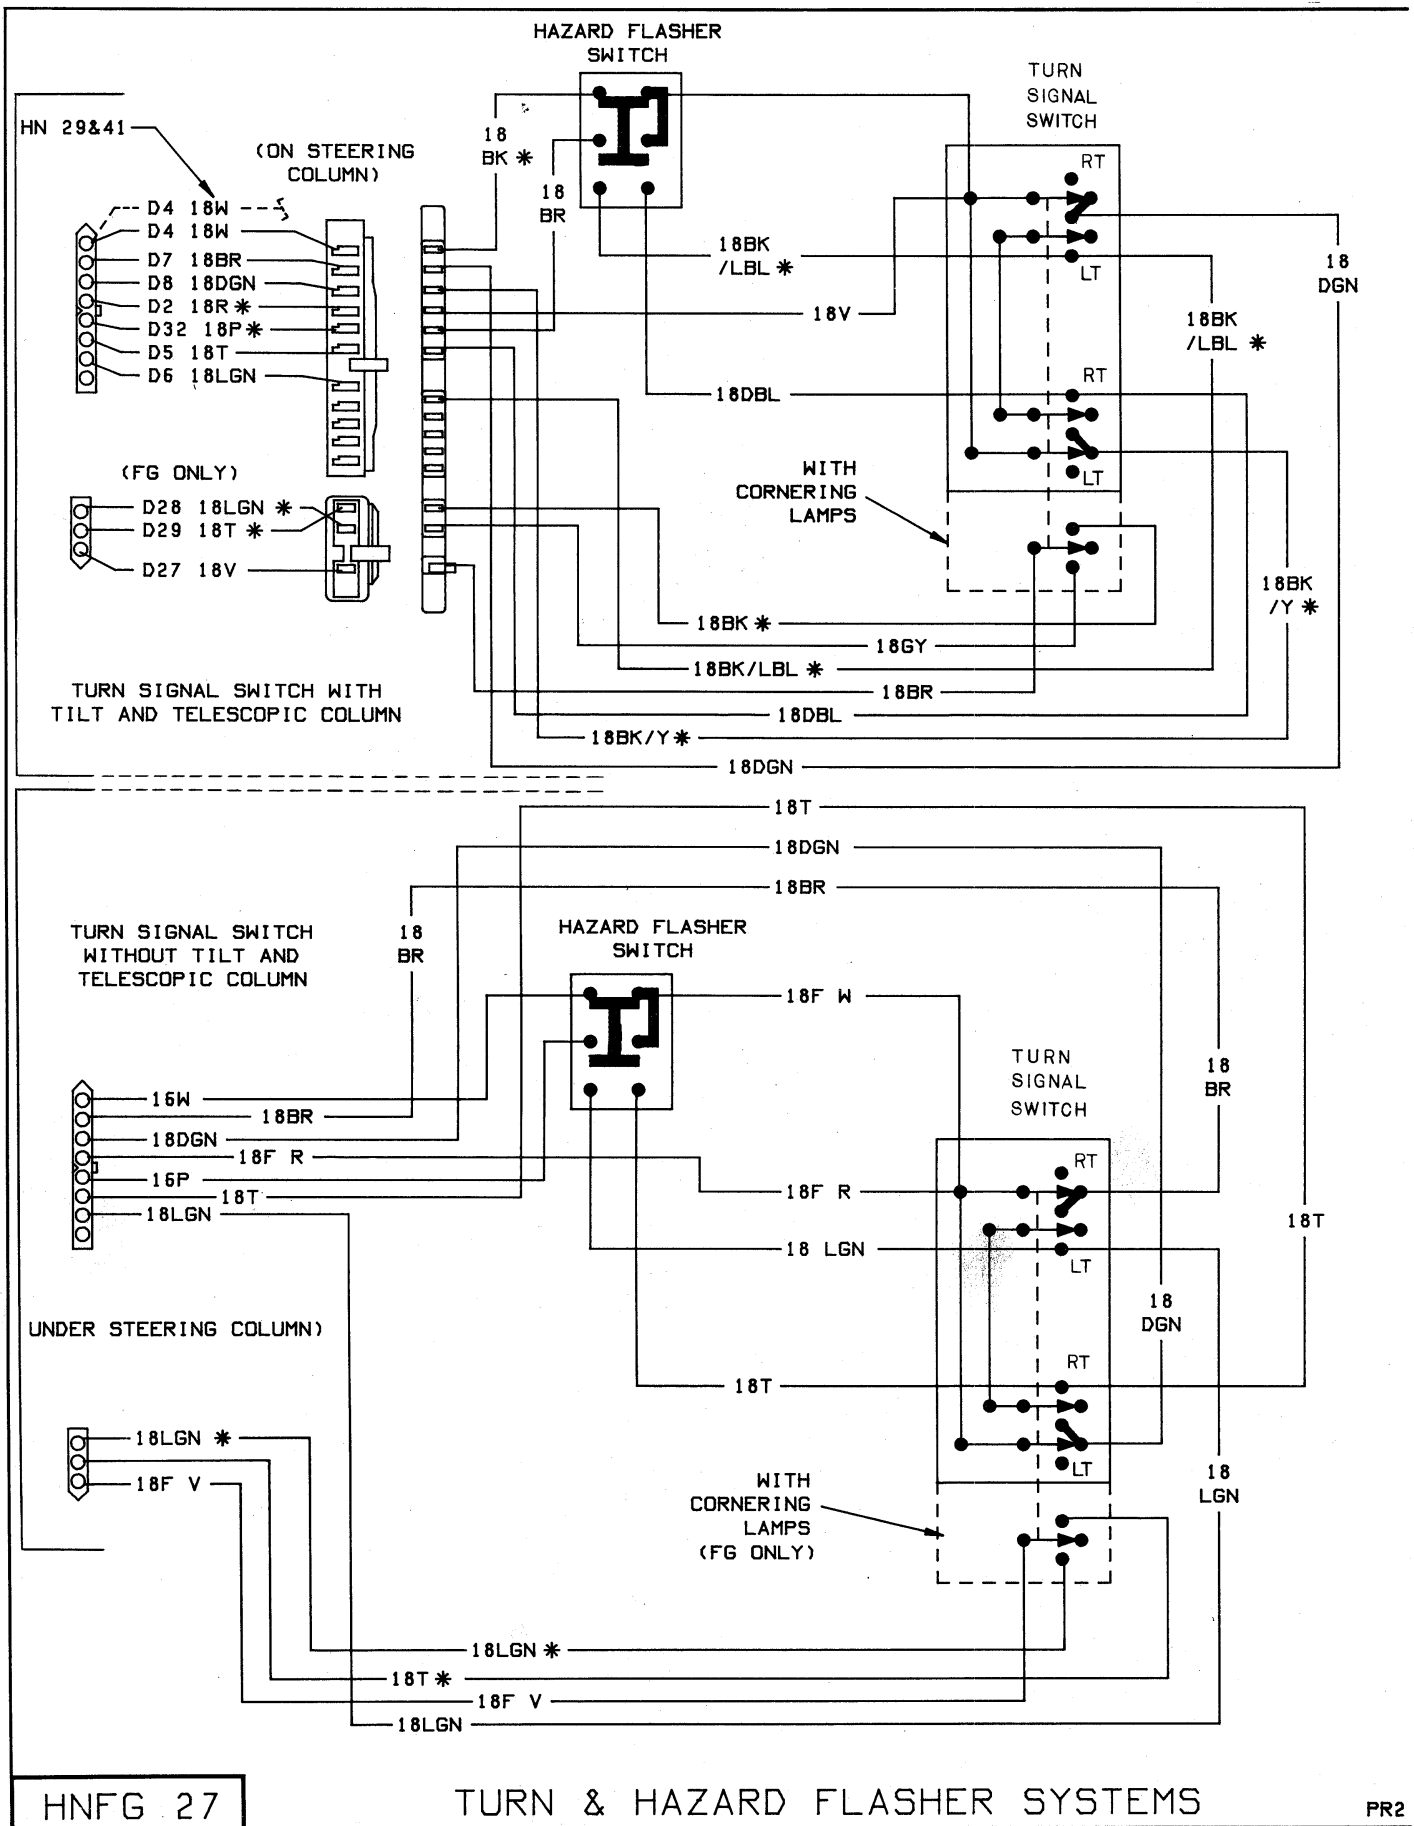 HAZARD FLASHER
SWITCH
TURN
SIGNAL
SWITCH
HN 29&41
(ON STEERING
COLUMN)
18
BK *
18
BR
RT
D4 18W
D4 18W
D7 18BR
D8 18DGN
D2 18R *
D32 18P *
D5 18T
D6 18LGN
18BK
/LBL *
LT
18
DGN
18V
18BK
/LBL *
RT
18DBL
(FG ONLY)
D28 18LGN *
D29 18T *
D27 18V
WITH
CORNERING
LAMPS
LT
18BK
/Y *
18BK *
18GY
18BK/LBL *
18BR
18DBL
18BK/Y *
18DGN
TURN SIGNAL SWITCH WITH
TILT AND TELESCOPIC COLUMN
18T
18DGN
18BR
TURN SIGNAL SWITCH
WITHOUT TILT AND
TELESCOPIC COLUMN
18
BR
HAZARD FLASHER
SWITCH
18F W
TURN
SIGNAL
SWITCH
18
BR
16W
18BR
18DGN
18F R
16P
18T
18LGN
RT
18F R
18 LGN
LT
18T
18
DGN
UNDER STEERING COLUMN)
RT
18T
18LGN *
18F V
WITH
CORNERING
LAMPS
(FG ONLY)
LT
18
LGN
18LGN *
18T *
18F V
18LGN
HNFG 27
TURN & HAZARD FLASHER SYSTEMS
PR2